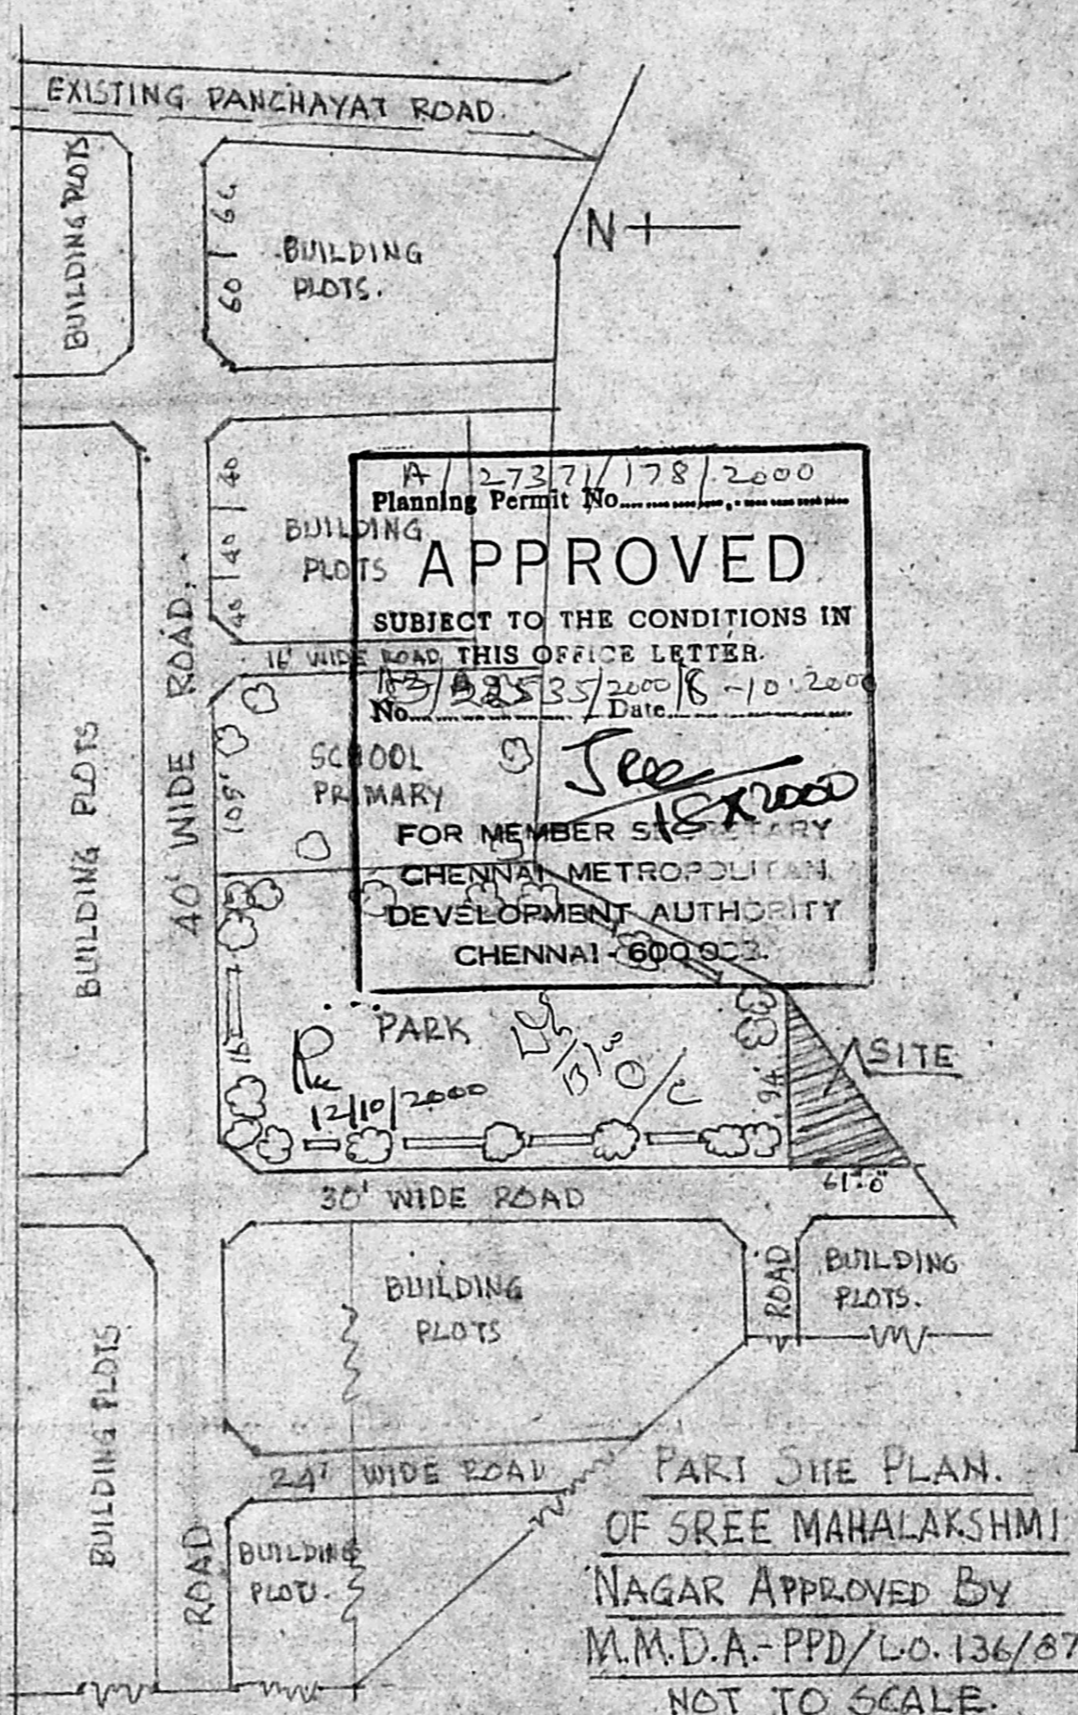 EXISTING PANCHAYAT ROAD.
BUILDING PLOTS
60
BUILDING
PLOTS.
N
40
40
40
BUILDING
PLOTS
A/27371/178/2000
Planning Permit No.
APPROVED
SUBJECT TO THE CONDITIONS IN
THIS OFFICE LETTER.
No. Date 18-10-2000
18 X 2000
FOR MEMBER SECRETARY
CHENNAI METROPOLITAN
DEVELOPMENT AUTHORITY
CHENNAI-600 003.
40' WIDE ROAD.
16' WIDE ROAD
BUILDING PLOTS
105'
SCHOOL
PRIMARY
PARK
12/10/2000
94'
SITE
61'-0"
30' WIDE ROAD
BUILDING
PLOTS
ROAD
BUILDING
PLOTS.
BUILDING PLOTS
24' WIDE ROAD
ROAD
BUILDING
PLOTS.
PART SITE PLAN.
OF SREE MAHALAKSHMI
NAGAR APPROVED BY
M.M.D.A.-PPD/L.O.136/87
NOT TO SCALE.